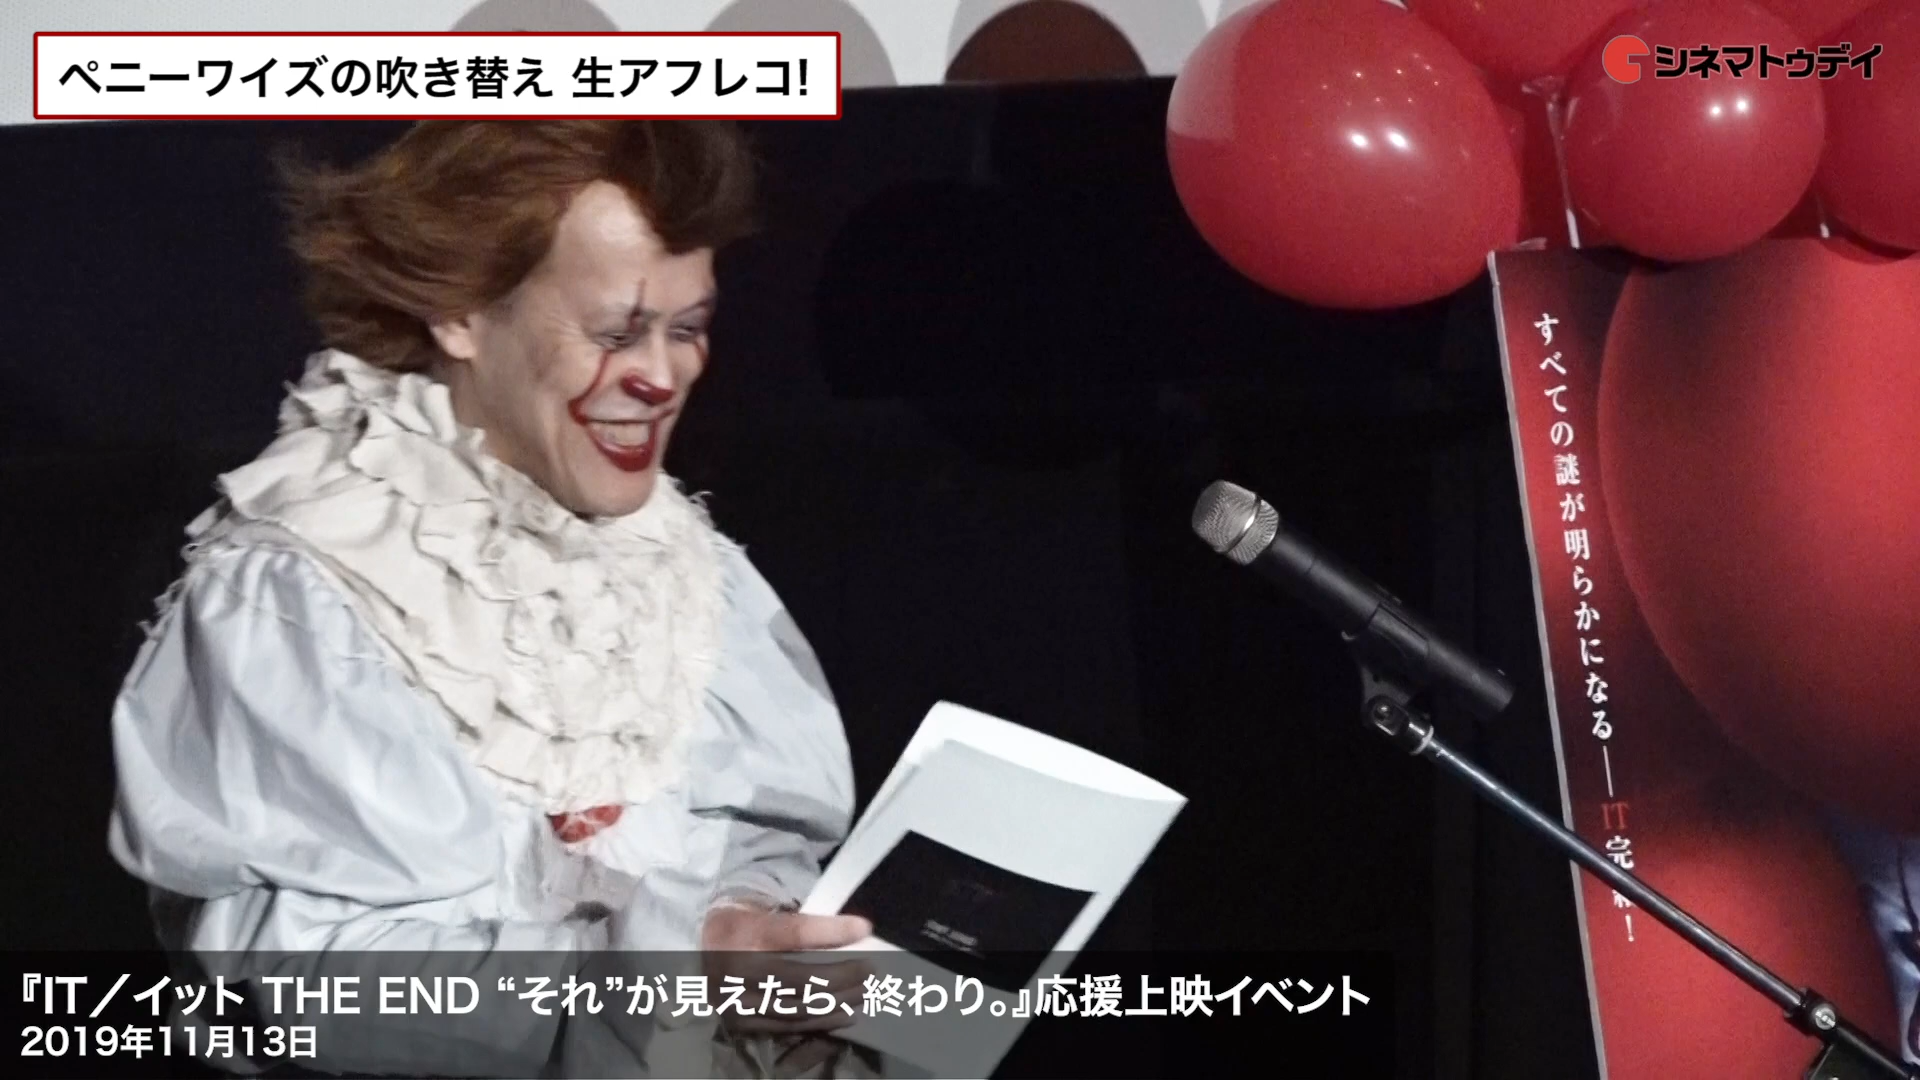 ペニーワイズの吹き替え 生アフレコ!
シネマトゥデイ
すべての謎が明らかになる──IT完
!
『IT／イット THE END “それ”が見えたら、終わり。』応援上映イベント
2019年11月13日